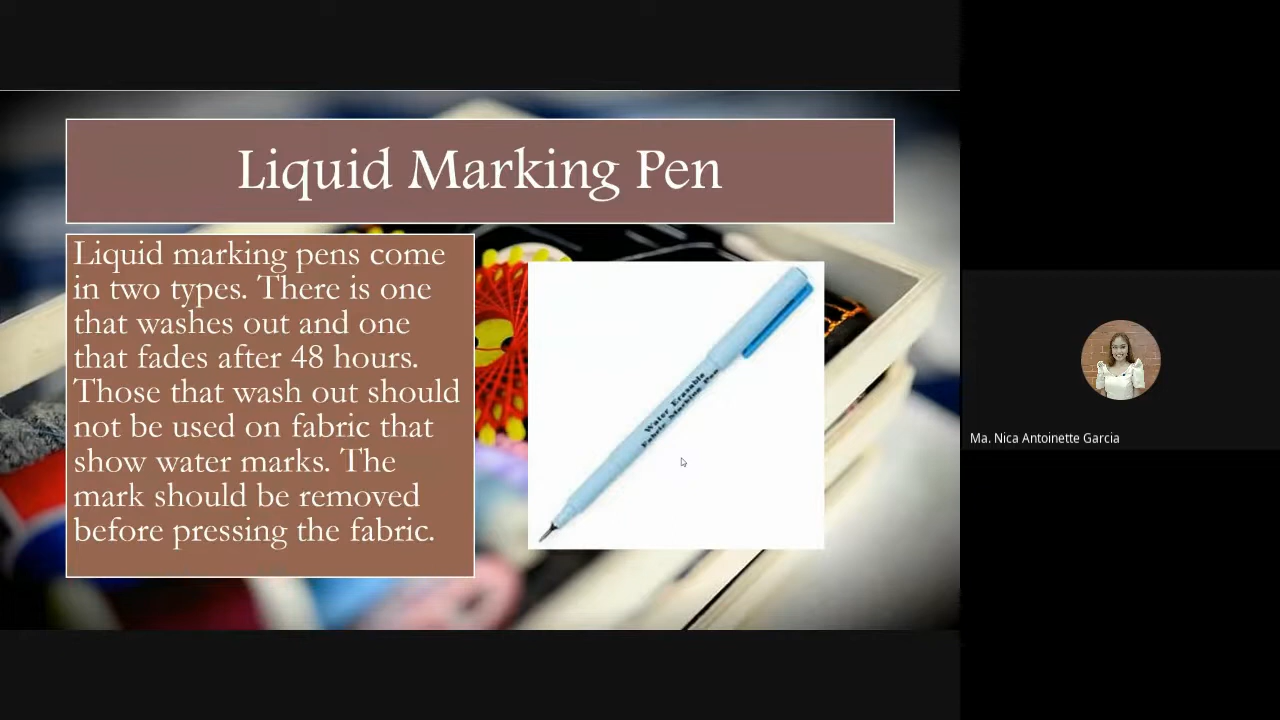 Liquid Marking Pen
Liquid marking pens come
in two types. There is one
that washes out and one
that fades after 48 hours.
Those that wash out should
not be used on fabric that
show water marks. The
mark should be removed
before pressing the fabric.
Water Erasable
Fabric Marking Pen
Ma. Nica Antoinette Garcia